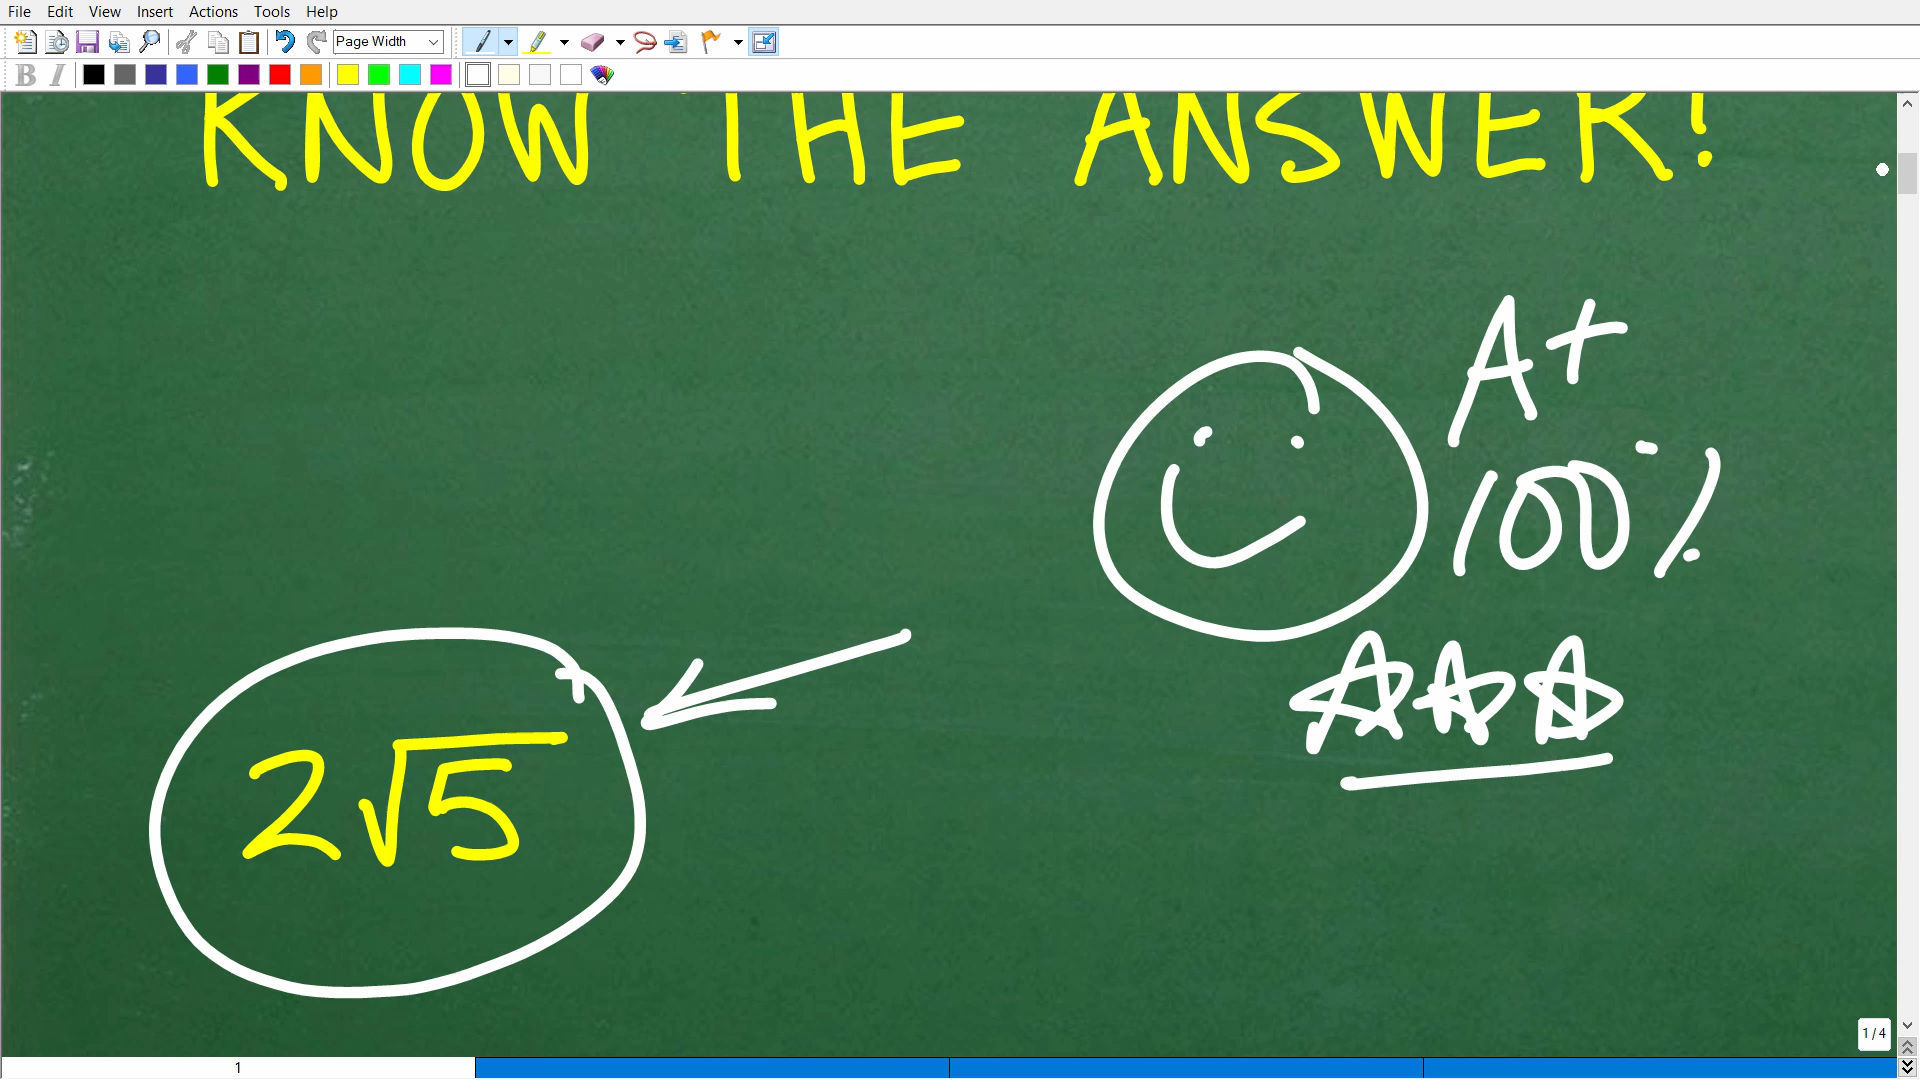 File Edit View Insert Actions Tools Help
Page Width
B I
KNOW THE ANSWER!
A+
100%
2√5
1 / 4
1